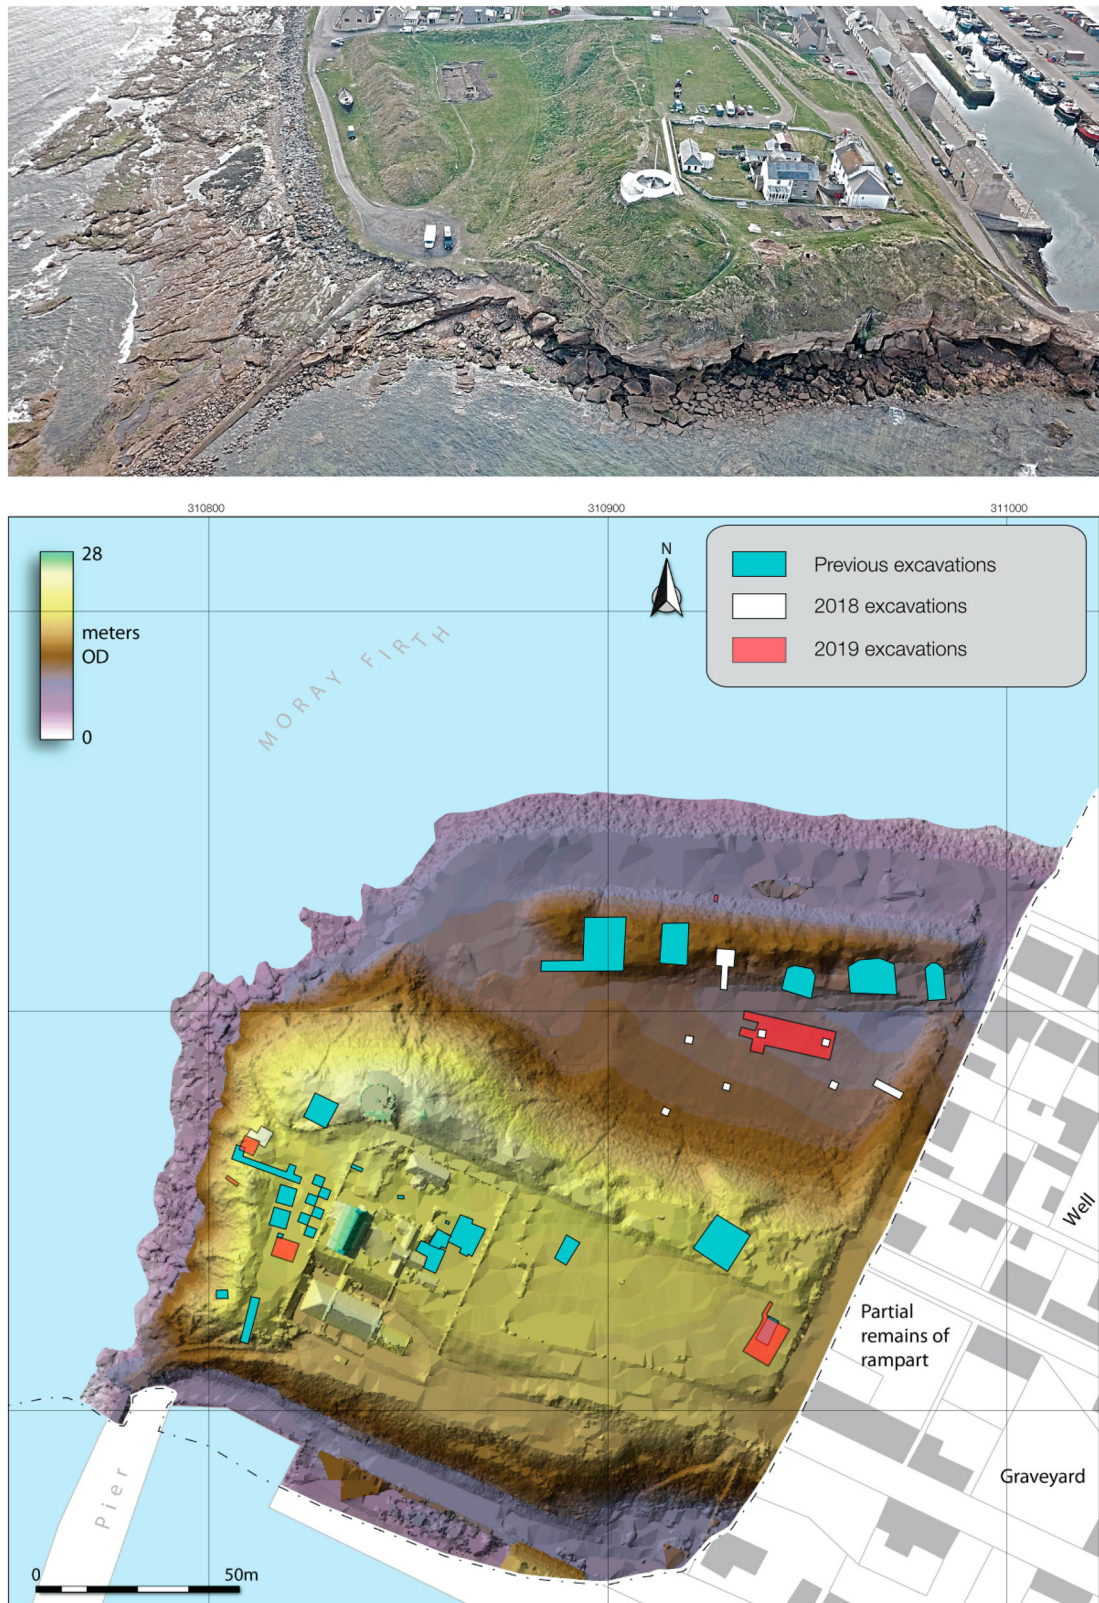 310800
310900
311000
28
meters
OD
0
N
Previous excavations
2018 excavations
2019 excavations
MORAY FIRTH
Well
Partial
remains of
rampart
Graveyard
Pier
0
50m